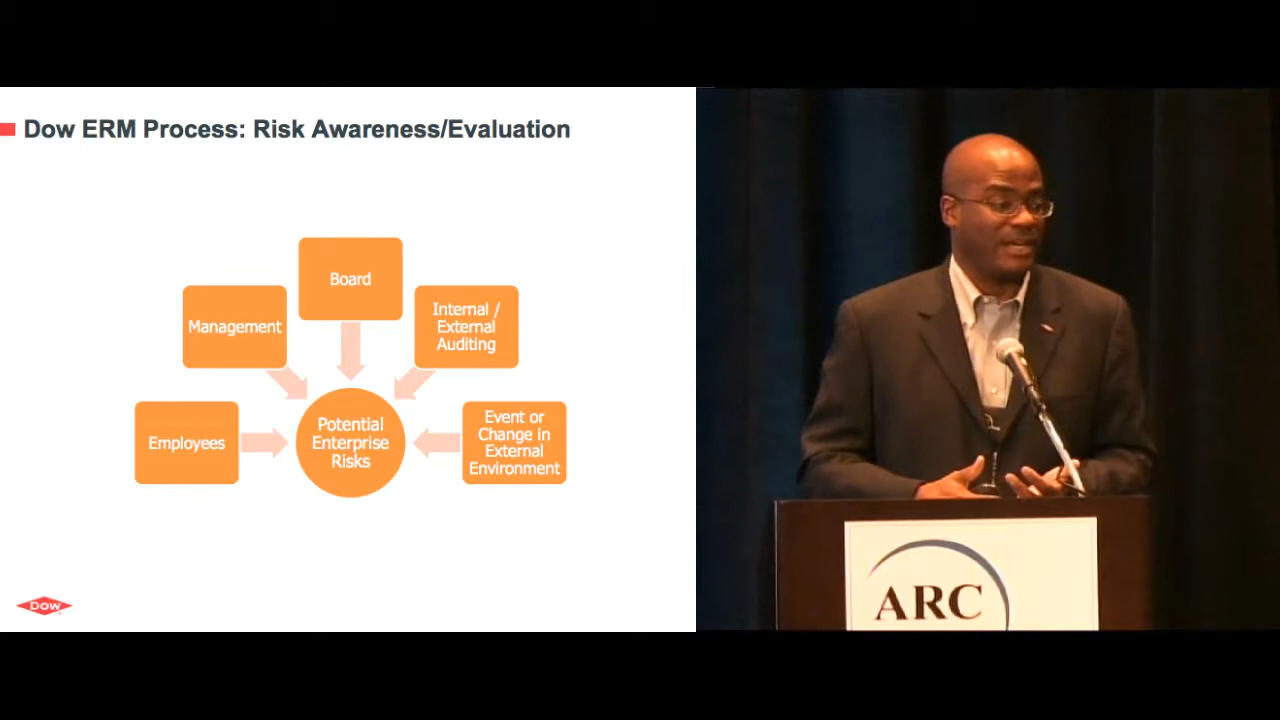 Dow ERM Process: Risk Awareness/Evaluation
Board
Management
Internal /
External
Auditing
Employees
Potential
Enterprise
Risks
Event or
Change in
External
Environment
Dow
ARC